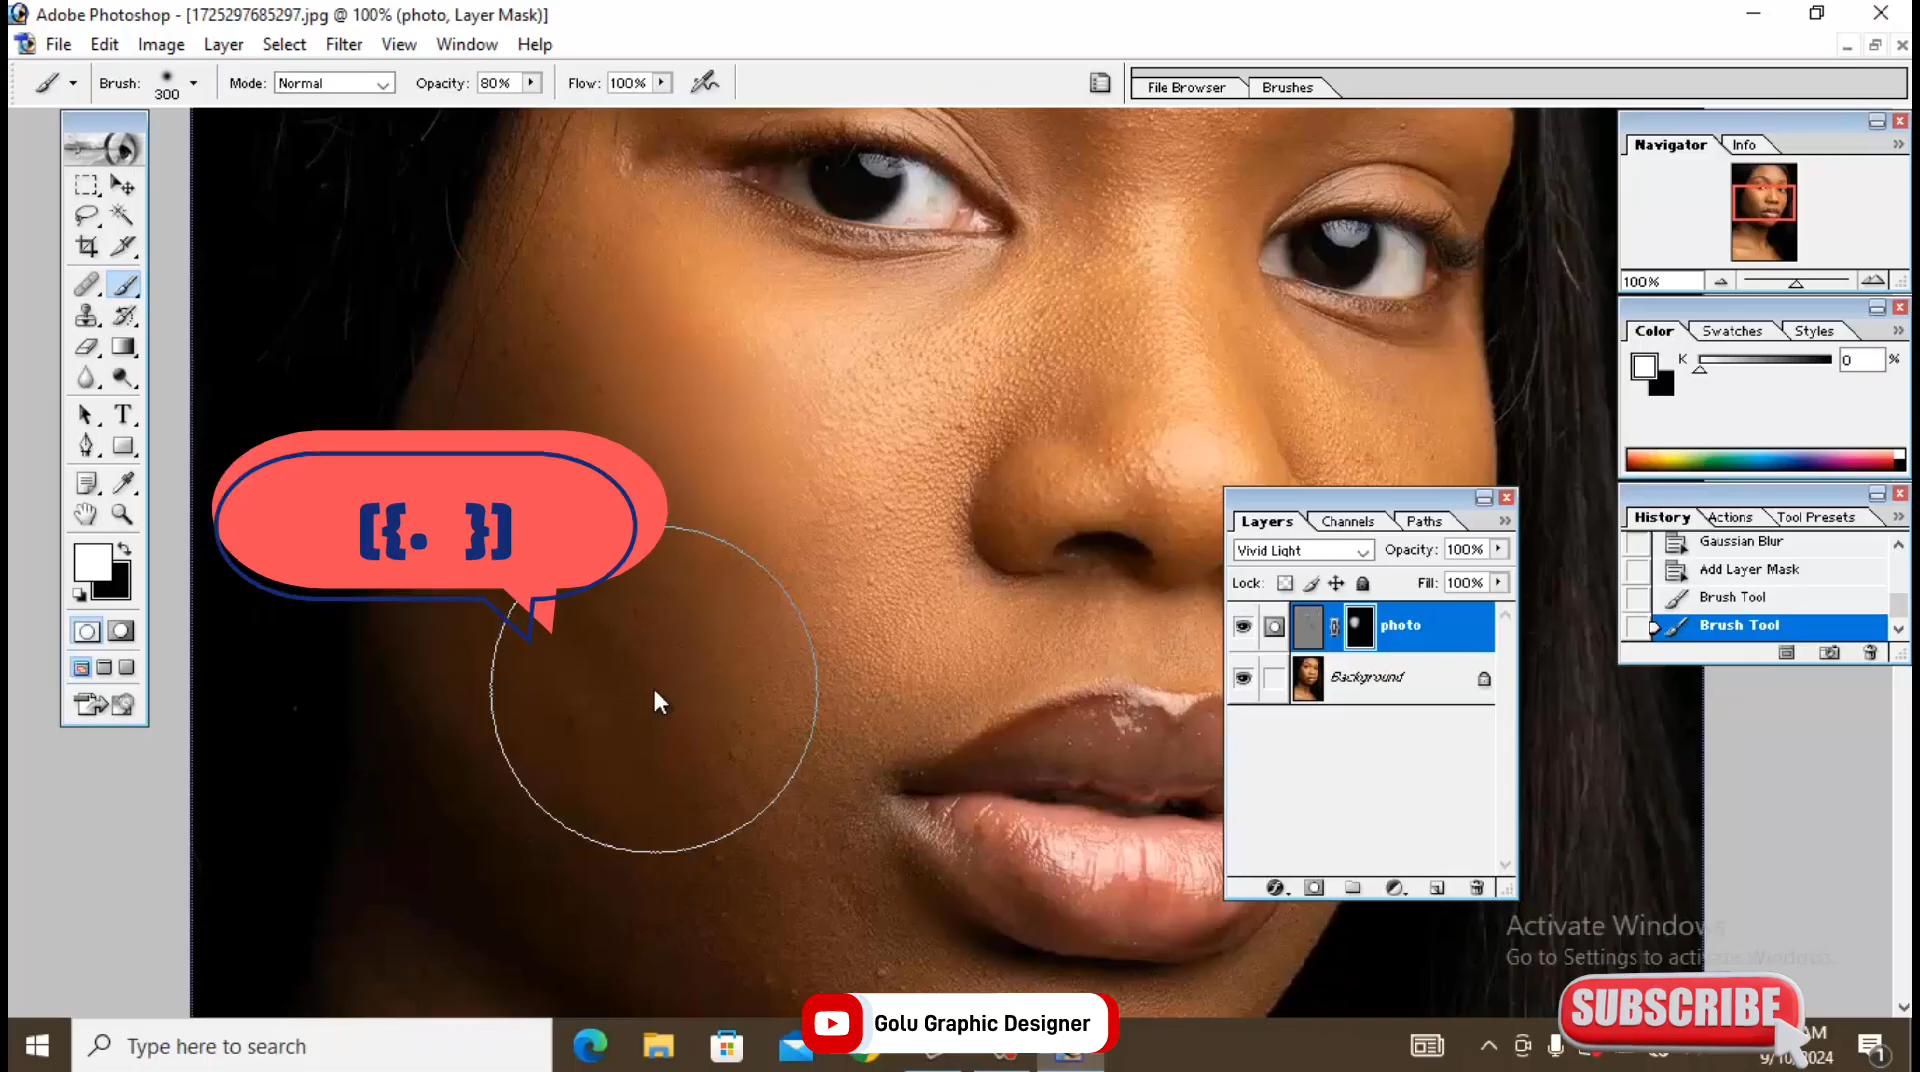 Adobe Photoshop - [1725297685297.jpg @ 100% (photo, Layer Mask)]
File Edit Image Layer Select Filter View Window Help
Brush: 300 Mode: Normal Opacity: 80% Flow: 100% File Browser Brushes
Navigator Info
100%
Color Swatches Styles
K 0 %
[{. }]
Layers Channels Paths
Vivid Light Opacity: 100%
Lock: Fill: 100%
photo
Background
History Actions Tool Presets
Gaussian Blur
Add Layer Mask
Brush Tool
Brush Tool
Activate Windows
Go to Settings to activate Windows.
SUBSCRIBE
Golu Graphic Designer
Type here to search
AM
1